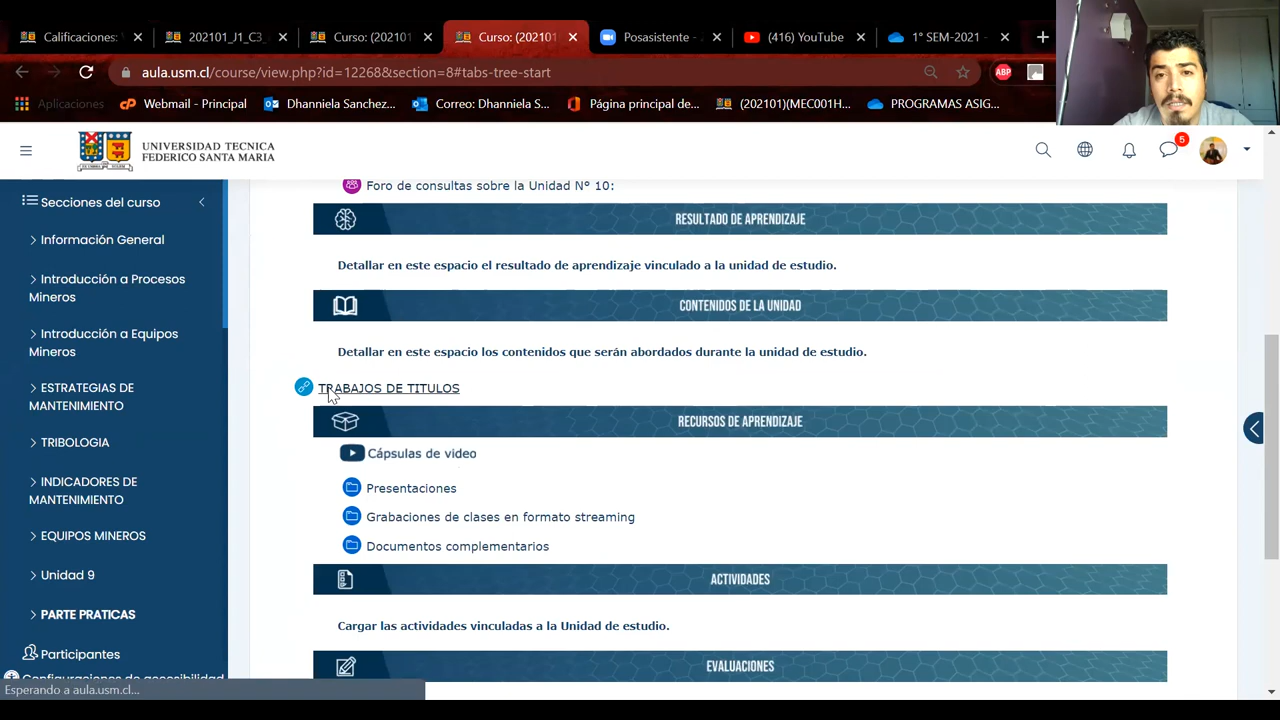 Calificaciones:
202101_J1_C3_
Curso: (202101
Curso: (202101
Posasistente -
(416) YouTube
1° SEM-2021 -
aula.usm.cl/course/view.php?id=12268&section=8#tabs-tree-start
ABP
Aplicaciones
Webmail - Principal
Dhanniela Sanchez...
Correo: Dhanniela S...
Página principal de...
(202101)(MEC001H...
PROGRAMAS ASIG...
UNIVERSIDAD TECNICA
FEDERICO SANTA MARIA
5
Secciones del curso
Información General
Introducción a Procesos
Mineros
Introducción a Equipos
Mineros
ESTRATEGIAS DE
MANTENIMIENTO
TRIBOLOGIA
INDICADORES DE
MANTENIMIENTO
EQUIPOS MINEROS
Unidad 9
PARTE PRATICAS
Participantes
Configuraciones de accesibilidad
Esperando a aula.usm.cl...
Foro de consultas sobre la Unidad N° 10:
RESULTADO DE APRENDIZAJE
Detallar en este espacio el resultado de aprendizaje vinculado a la unidad de estudio.
CONTENIDOS DE LA UNIDAD
Detallar en este espacio los contenidos que serán abordados durante la unidad de estudio.
TRABAJOS DE TITULOS
RECURSOS DE APRENDIZAJE
Cápsulas de video
Presentaciones
Grabaciones de clases en formato streaming
Documentos complementarios
ACTIVIDADES
Cargar las actividades vinculadas a la Unidad de estudio.
EVALUACIONES